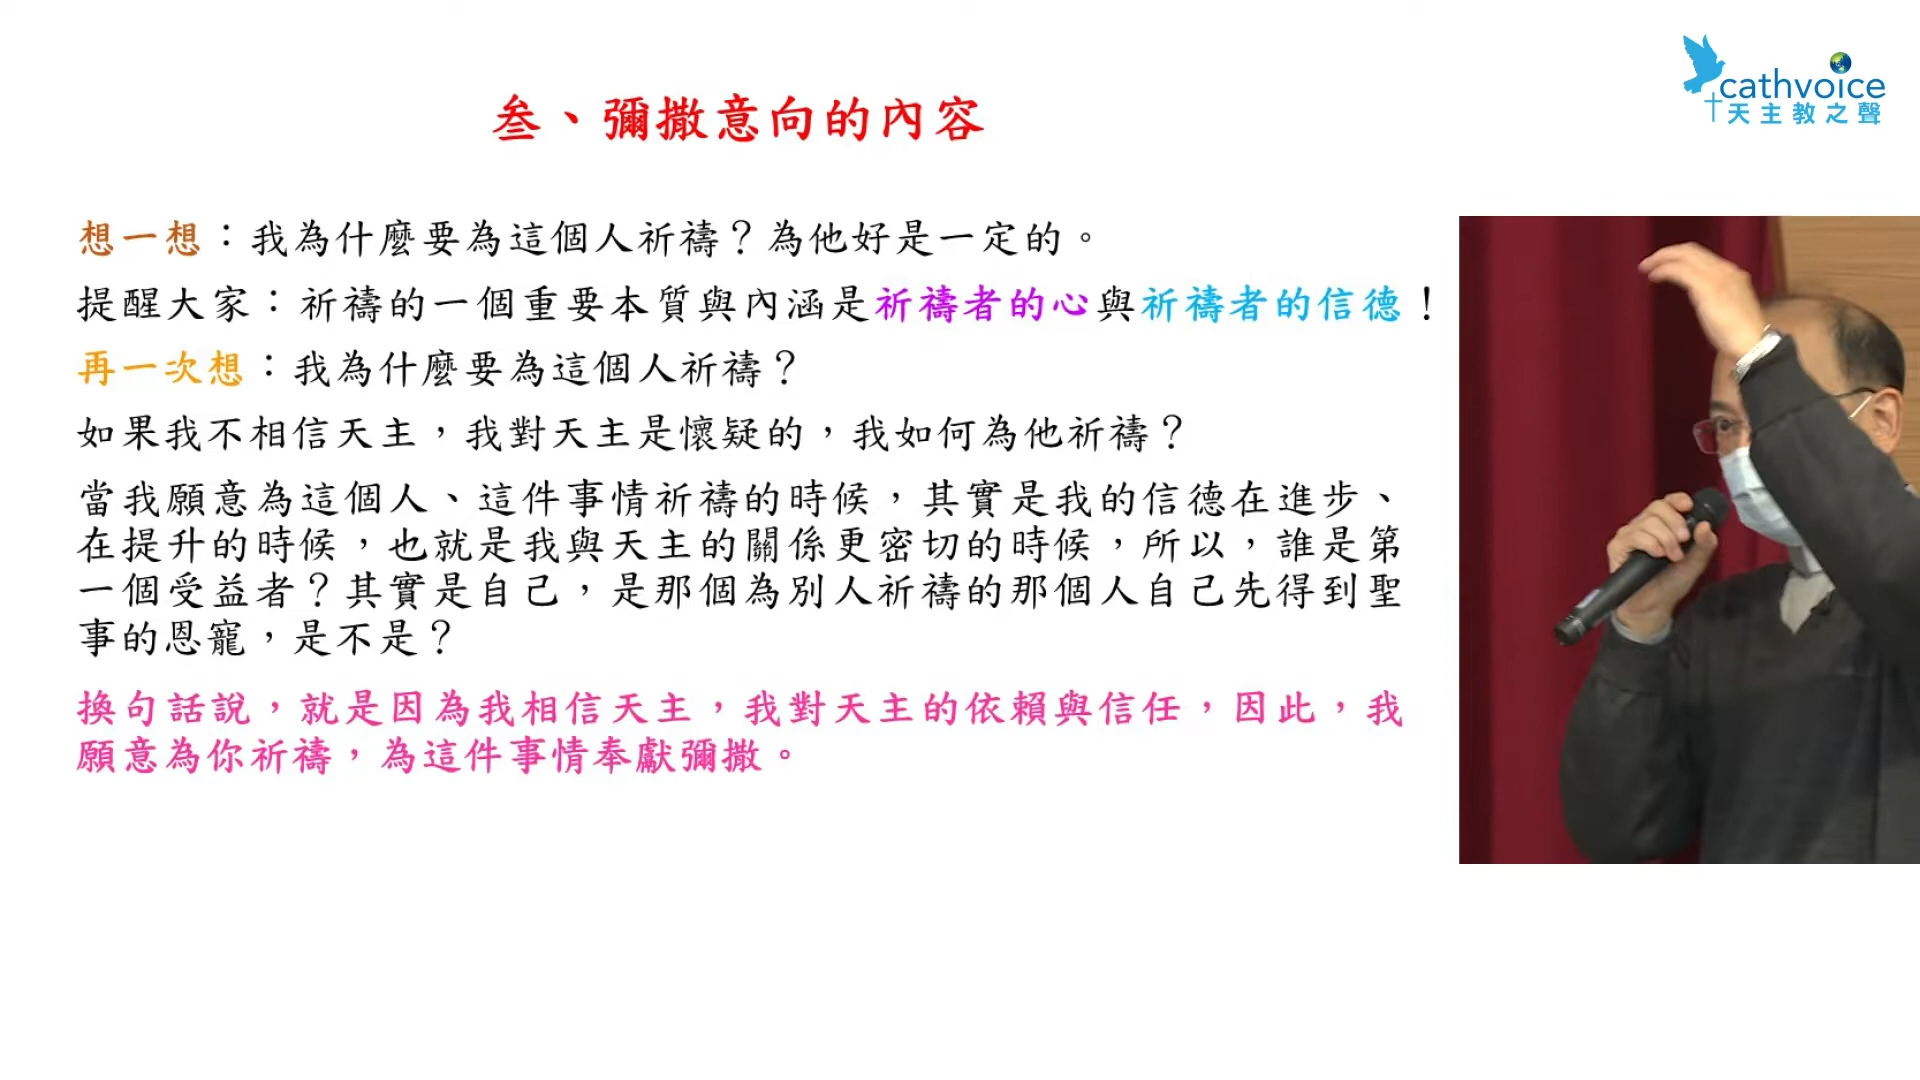 cathvoice
天主教之聲
叁、彌撒意向的內容
想一想：我為什麼要為這個人祈禱？為他好是一定的。
提醒大家：祈禱的一個重要本質與內涵是祈禱者的心與祈禱者的信德！
再一次想：我為什麼要為這個人祈禱？
如果我不相信天主，我對天主是懷疑的，我如何為他祈禱？
當我願意為這個人、這件事情祈禱的時候，其實是我的信德在進步、
在提升的時候，也就是我與天主的關係更密切的時候，所以，誰是第
一個受益者？其實是自己，是那個為別人祈禱的那個人自己先得到聖
事的恩寵，是不是？
換句話說，就是因為我相信天主，我對天主的依賴與信任，因此，我
願意為你祈禱，為這件事情奉獻彌撒。